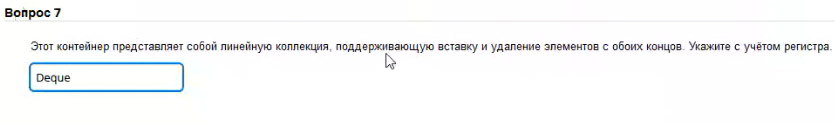 Вопрос 7
Этот контейнер представляет собой линейную коллекция, поддерживающую вставку и удаление элементов с обоих концов. Укажите с учётом регистра.
Deque